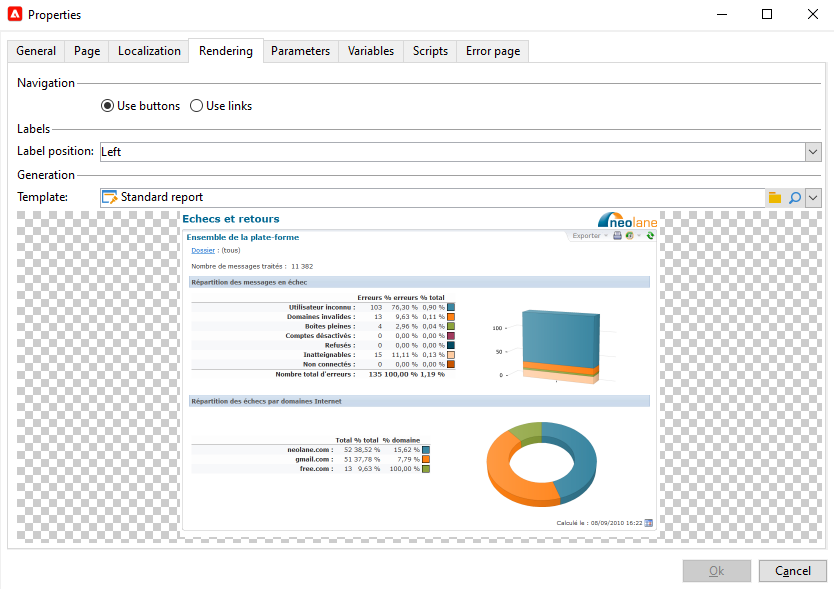 Properties
General Page Localization Rendering Parameters Variables Scripts Error page
Navigation
Use buttons Use links
Labels
Label position: Left
Generation
Template: Standard report
Echecs et retours
neolane
Ensemble de la plate-forme
Exporter
Dossier : (tous)
Nombre de messages traités : 11 382
Répartition des messages en échec
Erreurs % erreurs % total
Utilisateur inconnu : 103 76,30 % 0,90 %
Domaines invalides : 13 9,63 % 0,11 %
Boîtes pleines : 4 2,96 % 0,04 %
Comptes désactivés : 0 0,00 % 0,00 %
Refusés : 0 0,00 % 0,00 %
Inatteignables : 15 11,11 % 0,13 %
Non connectés : 0 0,00 % 0,00 %
Nombre total d'erreurs : 135 100,00 % 1,19 %
100
50
0
Répartition des échecs par domaines Internet
Total % total % domaine
neolane.com : 52 38,52 % 15,62 %
gmail.com : 51 37,78 % 7,79 %
free.com : 13 9,63 % 100,00 %
Calculé le : 08/09/2010 16:22
Ok Cancel